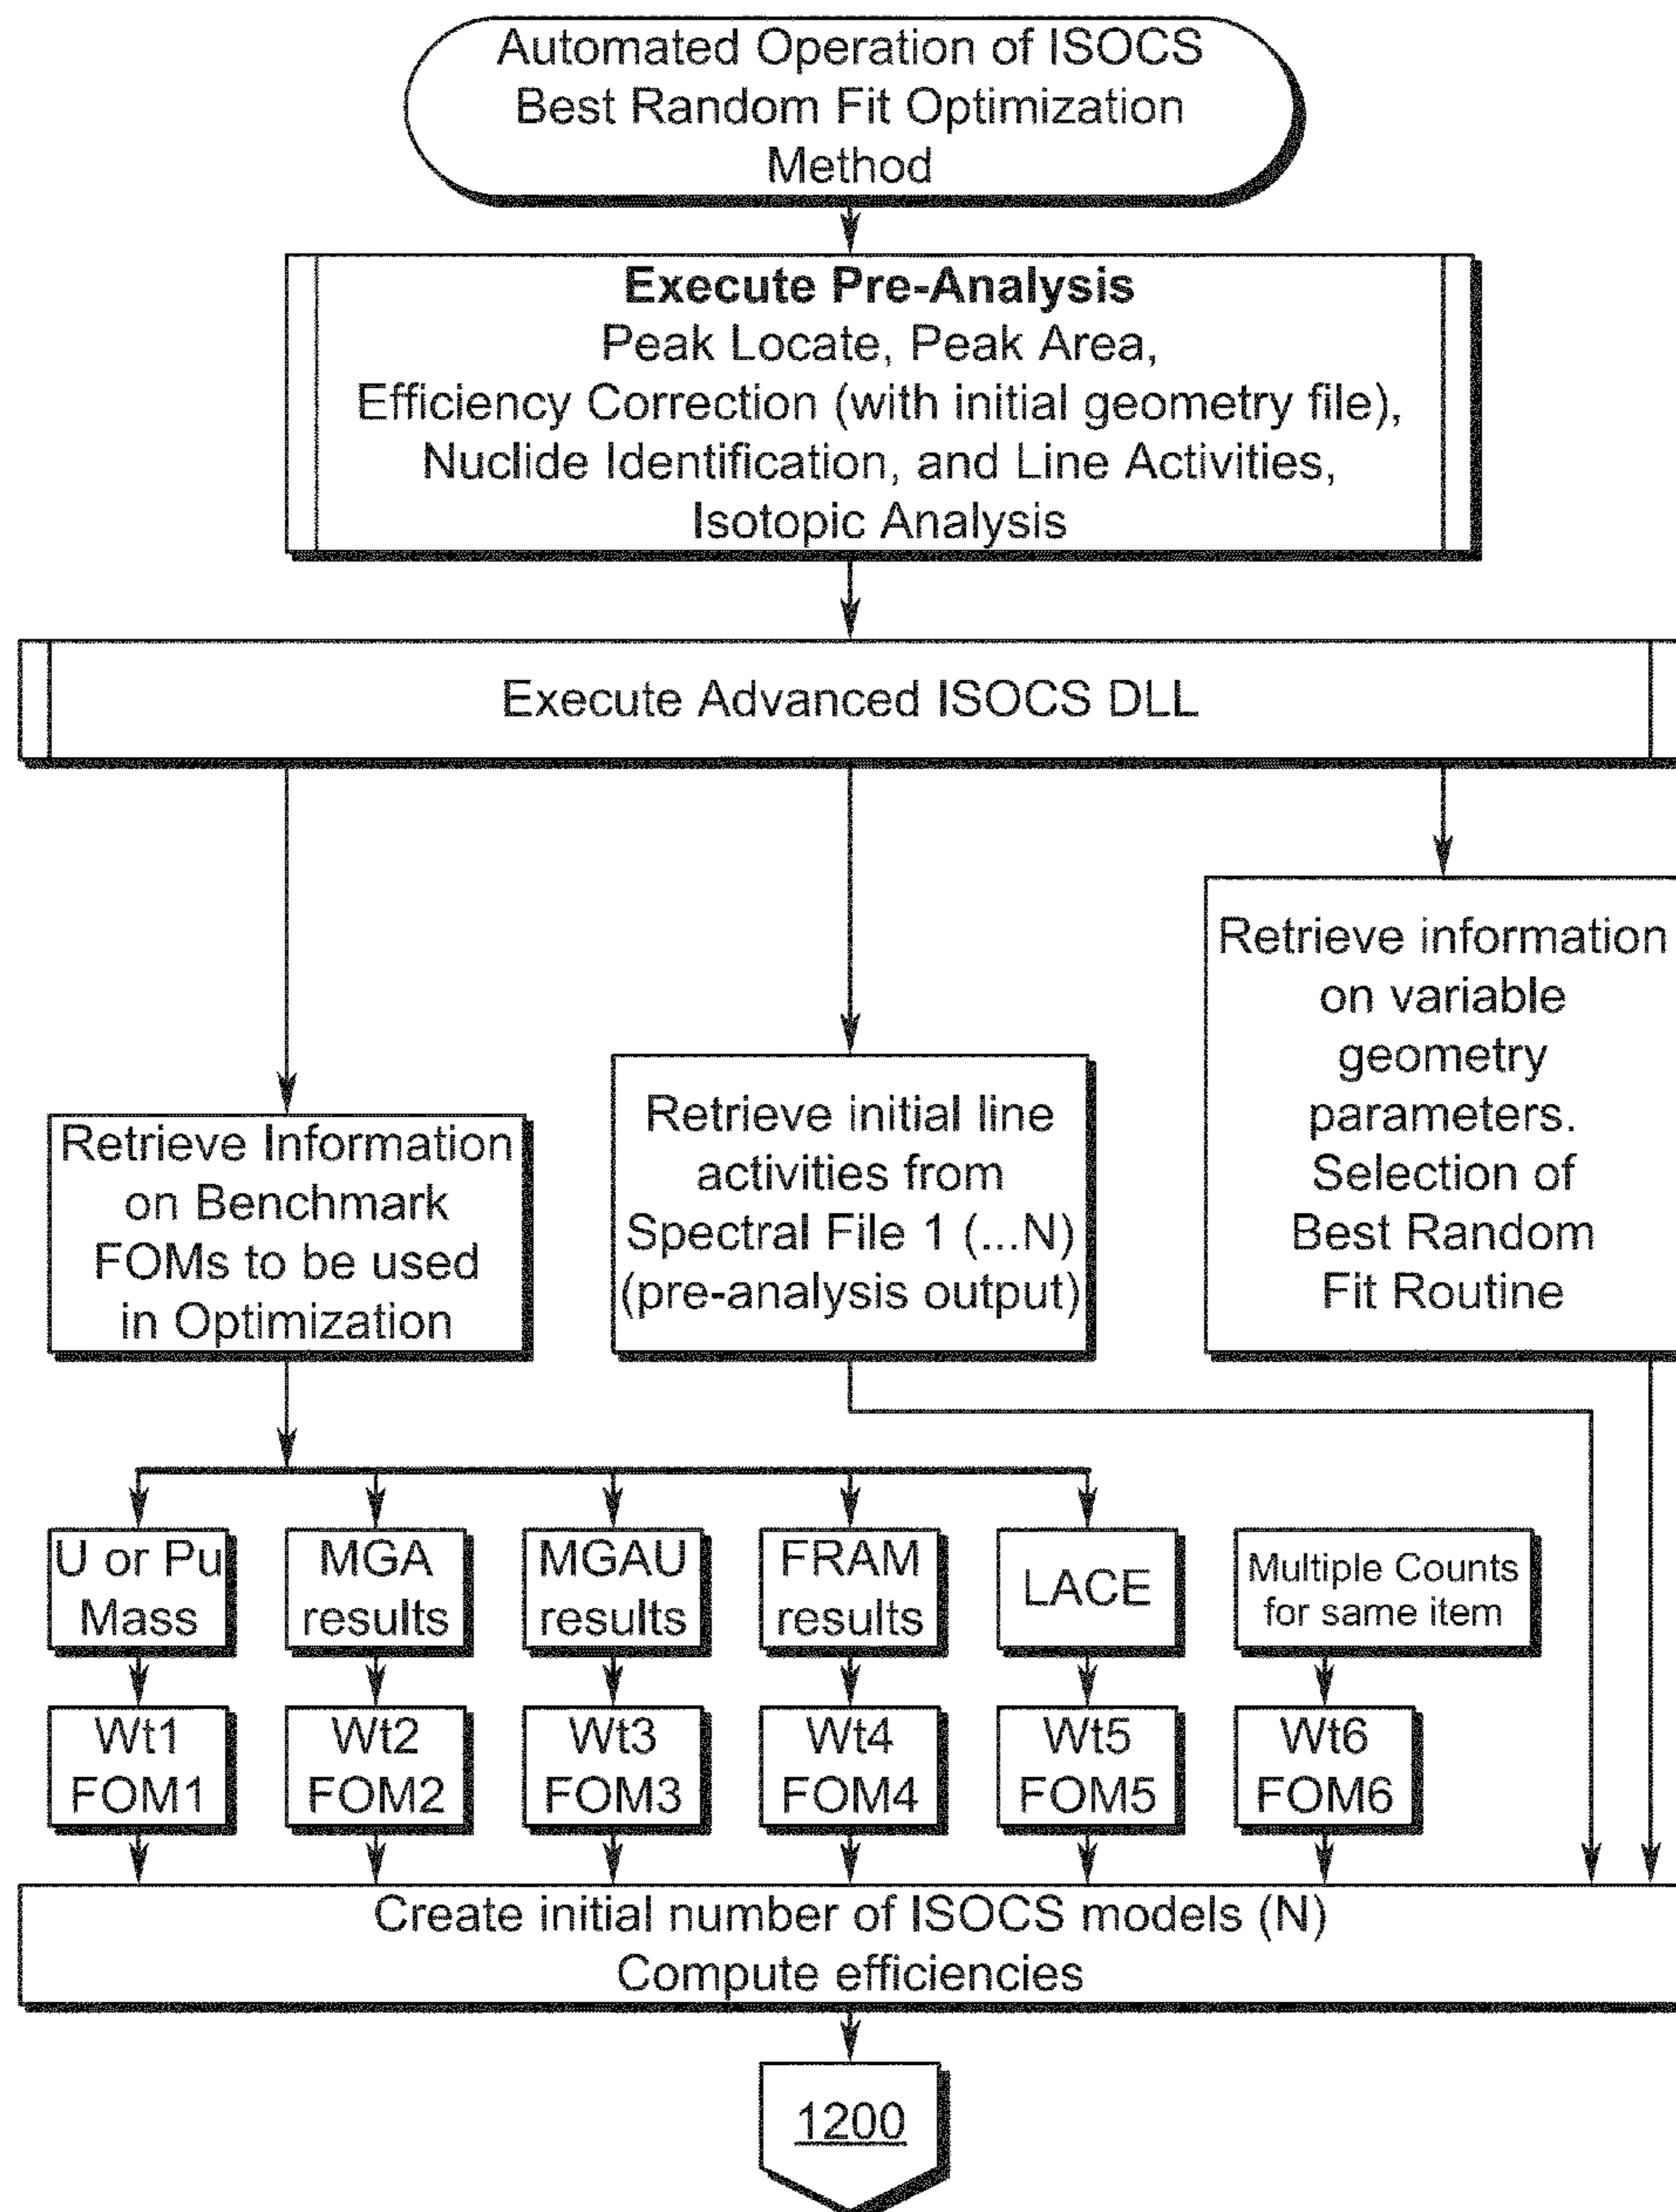 Automated Operation of ISOCS
Best Random Fit Optimization
Method
Execute Pre-Analysis
Peak Locate, Peak Area,
Efficiency Correction (with initial geometry file),
Nuclide Identification, and Line Activities,
Isotopic Analysis
Execute Advanced ISOCS DLL
Retrieve Information
on Benchmark
FOMs to be used
in Optimization
Retrieve initial line
activities from
Spectral File 1 (...N)
(pre-analysis output)
Retrieve information
on variable
geometry
parameters.
Selection of
Best Random
Fit Routine
U or Pu
Mass
MGA
results
MGAU
results
FRAM
results
LACE
Multiple Counts
for same item
Wt1
FOM1
Wt2
FOM2
Wt3
FOM3
Wt4
FOM4
Wt5
FOM5
Wt6
FOM6
Create initial number of ISOCS models (N)
Compute efficiencies
1200